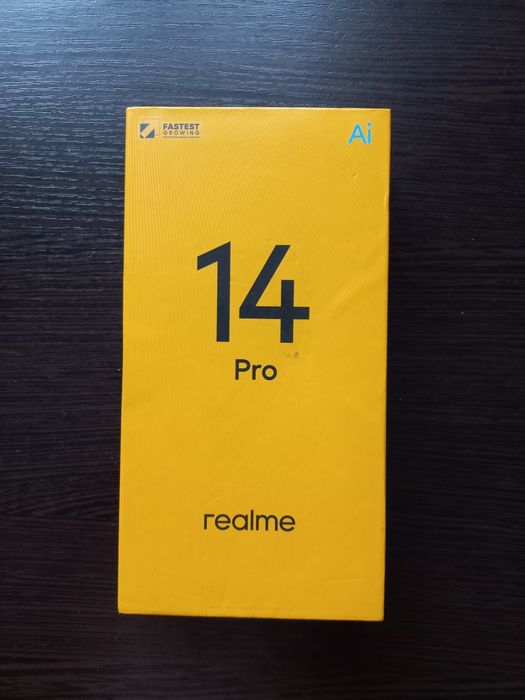 FASTEST
GROWING
Ai
14
Pro
realme